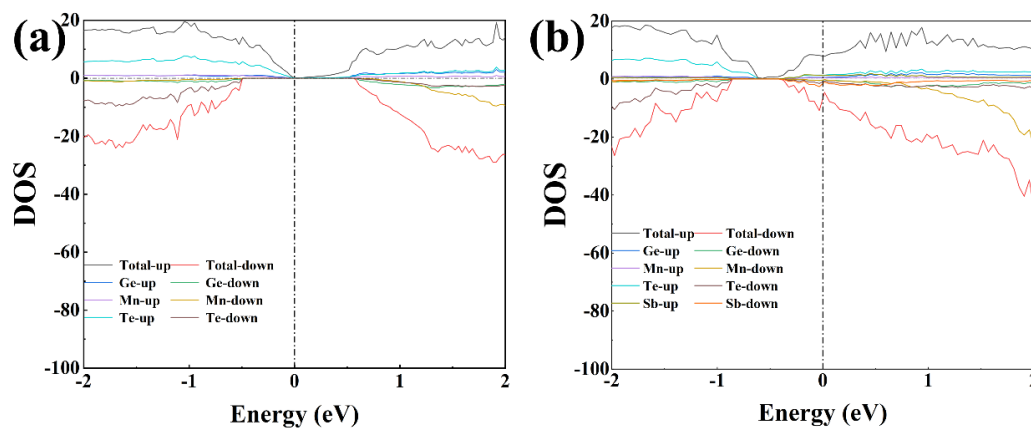 (a)
DOS
20
0
-20
-40
-60
-80
-100
Total-up Total-down
Ge-up Ge-down
Mn-up Mn-down
Te-up Te-down
-2 -1 0 1 2
Energy (eV)
(b)
DOS
20
0
-20
-40
-60
-80
-100
Total-up Total-down
Ge-up Ge-down
Mn-up Mn-down
Te-up Te-down
Sb-up Sb-down
-2 -1 0 1 2
Energy (eV)